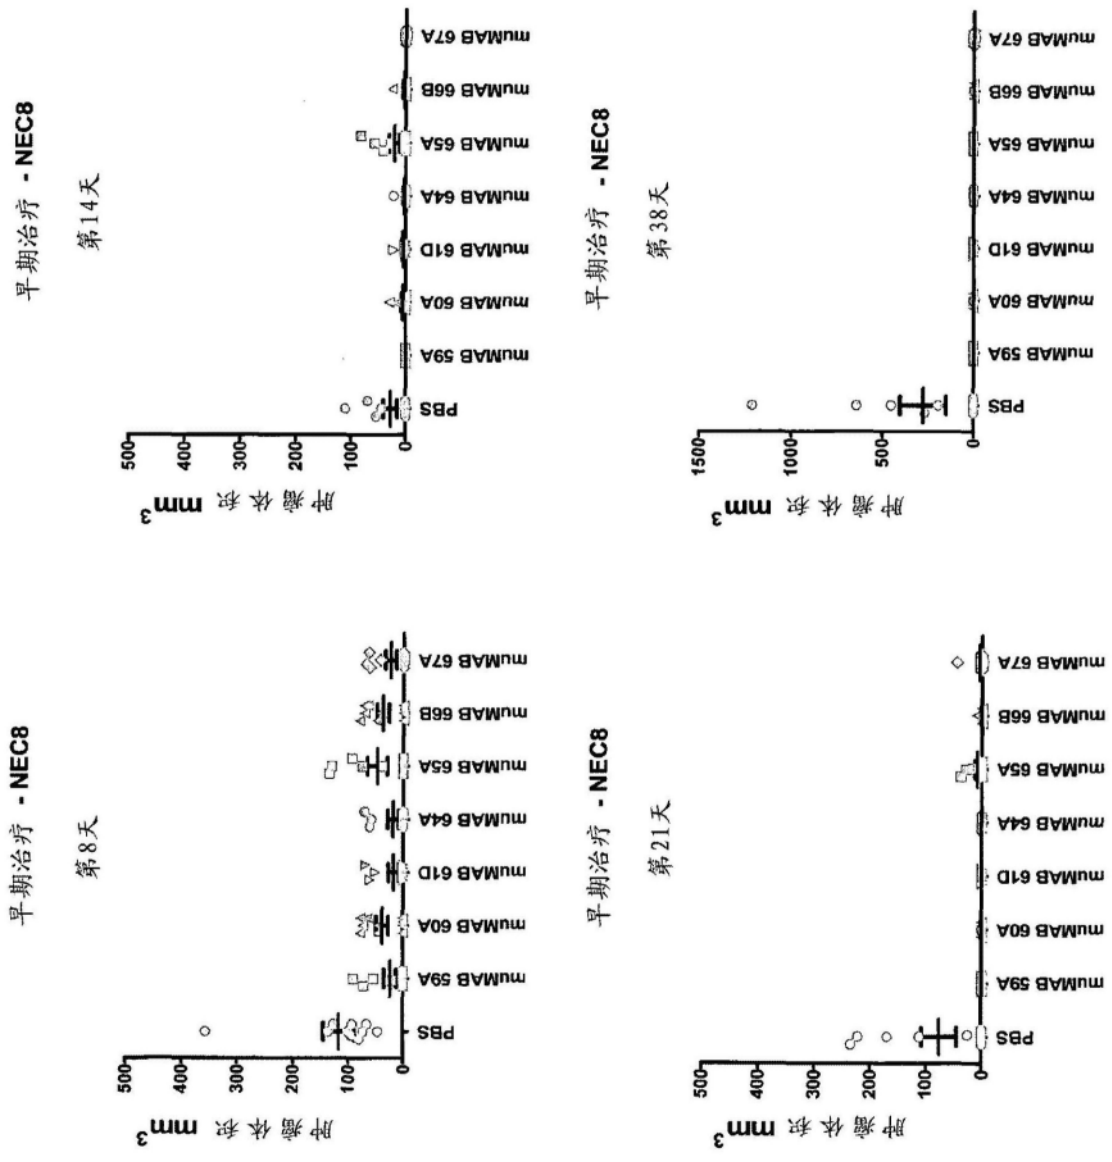 早期治疗 - NEC8
第8天
肿瘤体积 mm³
500
400
300
200
100
0
PBS
muMAB 59A
muMAB 60A
muMAB 61D
muMAB 64A
muMAB 65A
muMAB 66B
muMAB 67A
早期治疗 - NEC8
第14天
肿瘤体积 mm³
500
400
300
200
100
0
PBS
muMAB 59A
muMAB 60A
muMAB 61D
muMAB 64A
muMAB 65A
muMAB 66B
muMAB 67A
早期治疗 - NEC8
第21天
肿瘤体积 mm³
500
400
300
200
100
0
PBS
muMAB 59A
muMAB 60A
muMAB 61D
muMAB 64A
muMAB 65A
muMAB 66B
muMAB 67A
早期治疗 - NEC8
第38天
肿瘤体积 mm³
1500
1000
500
0
PBS
muMAB 59A
muMAB 60A
muMAB 61D
muMAB 64A
muMAB 65A
muMAB 66B
muMAB 67A